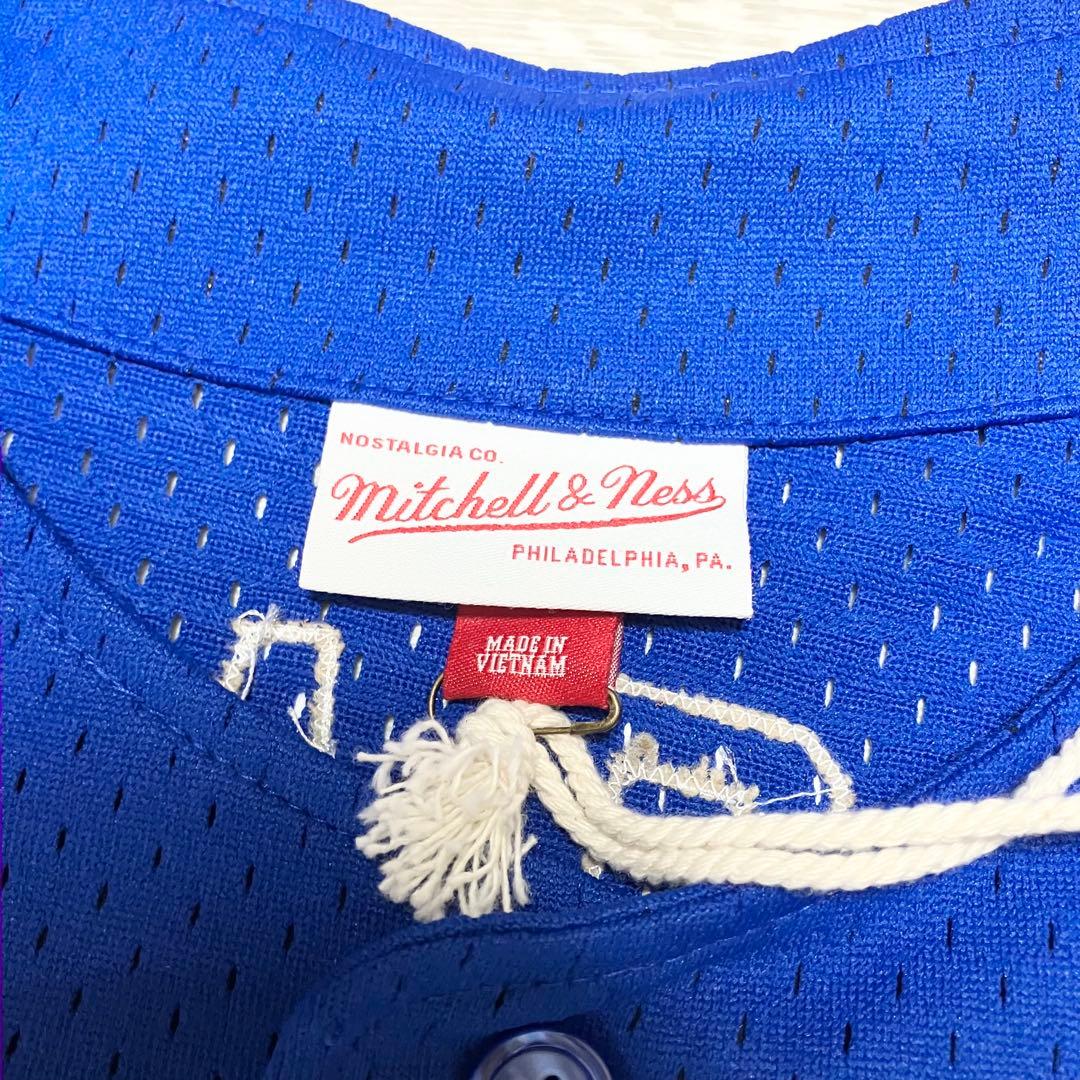 NOSTALGIA CO.
Mitchell & Ness
PHILADELPHIA, PA.
MADE IN
VIETNAM